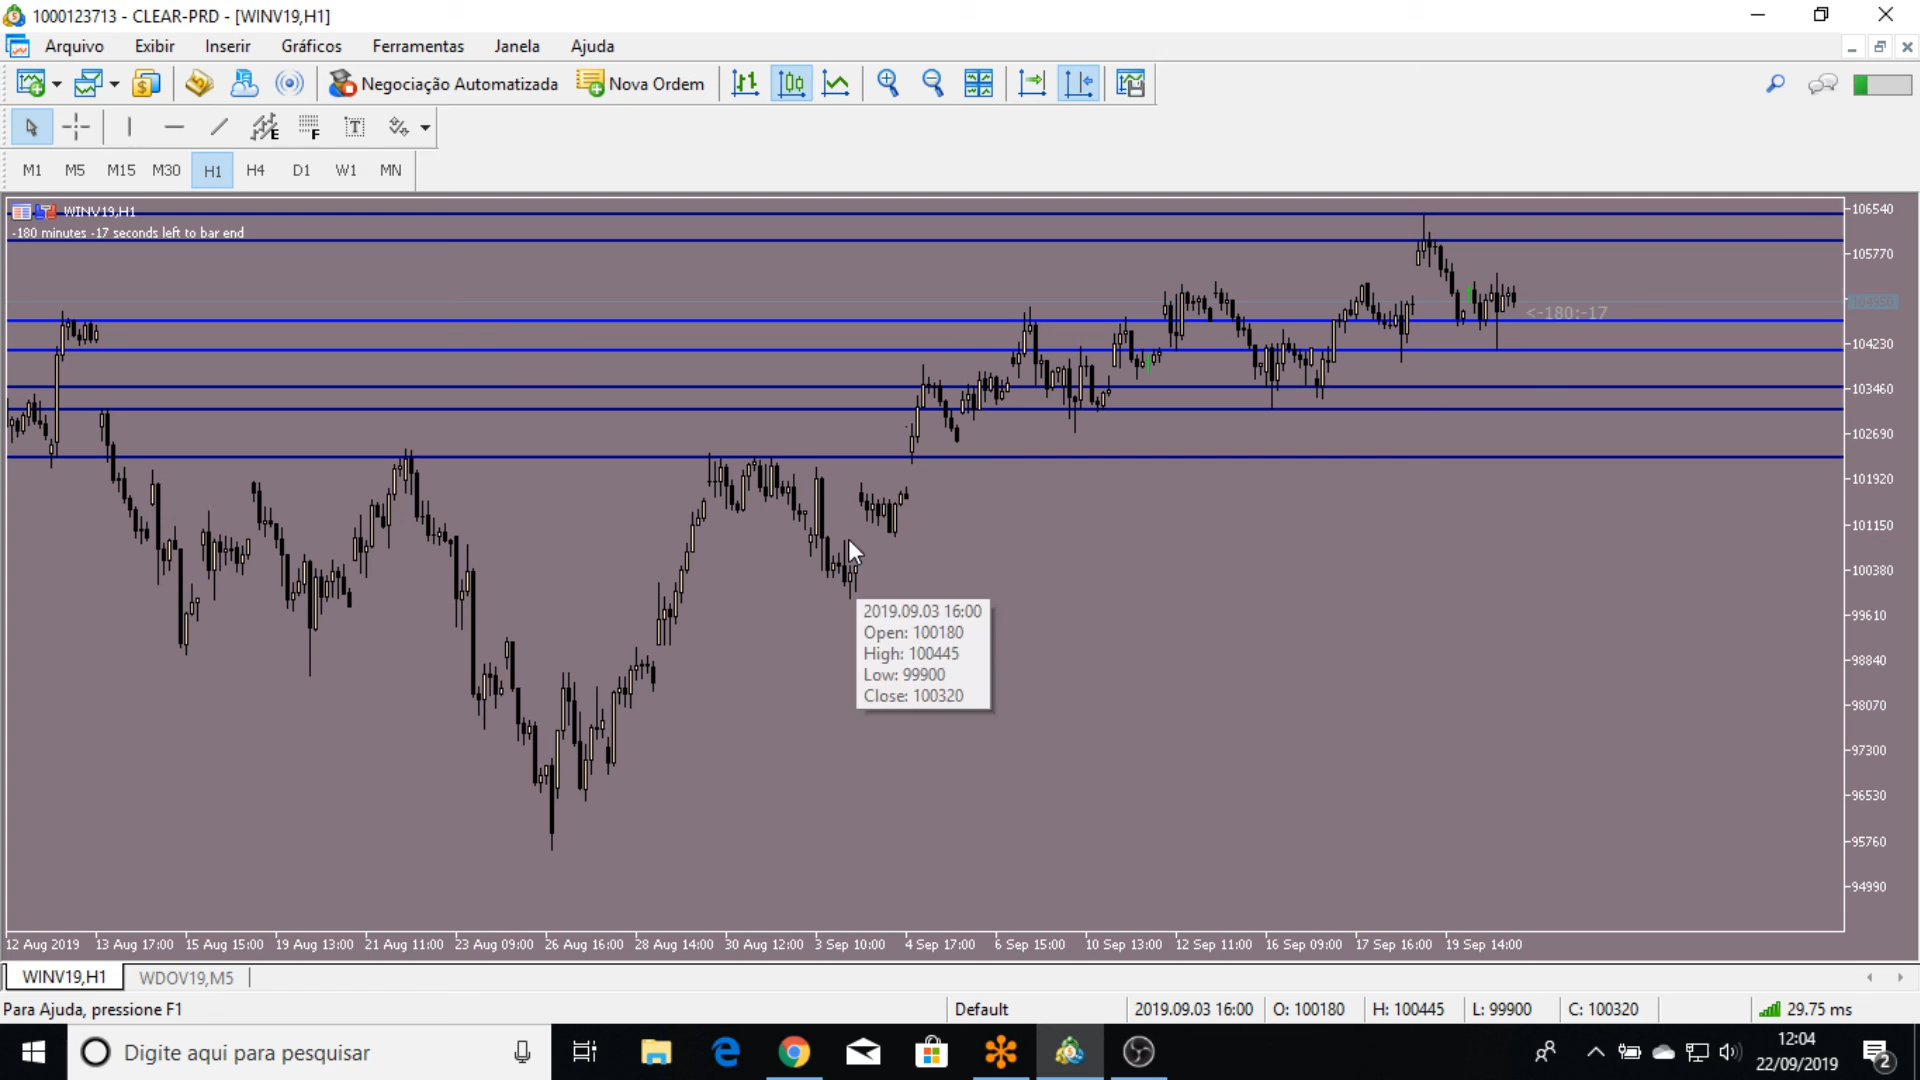 1000123713 - CLEAR-PRD - [WINV19,H1]
Arquivo Exibir Inserir Gráficos Ferramentas Janela Ajuda
Negociação Automatizada Nova Ordem
E F T
M1 M5 M15 M30 H1 H4 D1 W1 MN
WINV19,H1
-180 minutes -17 seconds left to bar end
106540
105770
104950
<-180:-17
104230
103460
102690
101920
101150
100380
99610
98840
98070
97300
96530
95760
94990
2019.09.03 16:00
Open: 100180
High: 100445
Low: 99900
Close: 100320
12 Aug 2019 13 Aug 17:00 15 Aug 15:00 19 Aug 13:00 21 Aug 11:00 23 Aug 09:00 26 Aug 16:00 28 Aug 14:00 30 Aug 12:00 3 Sep 10:00 4 Sep 17:00 6 Sep 15:00 10 Sep 13:00 12 Sep 11:00 16 Sep 09:00 17 Sep 16:00 19 Sep 14:00
WINV19,H1 WDOV19,M5
Para Ajuda, pressione F1 Default 2019.09.03 16:00 O: 100180 H: 100445 L: 99900 C: 100320 29.75 ms
Digite aqui para pesquisar
12:04
22/09/2019
2